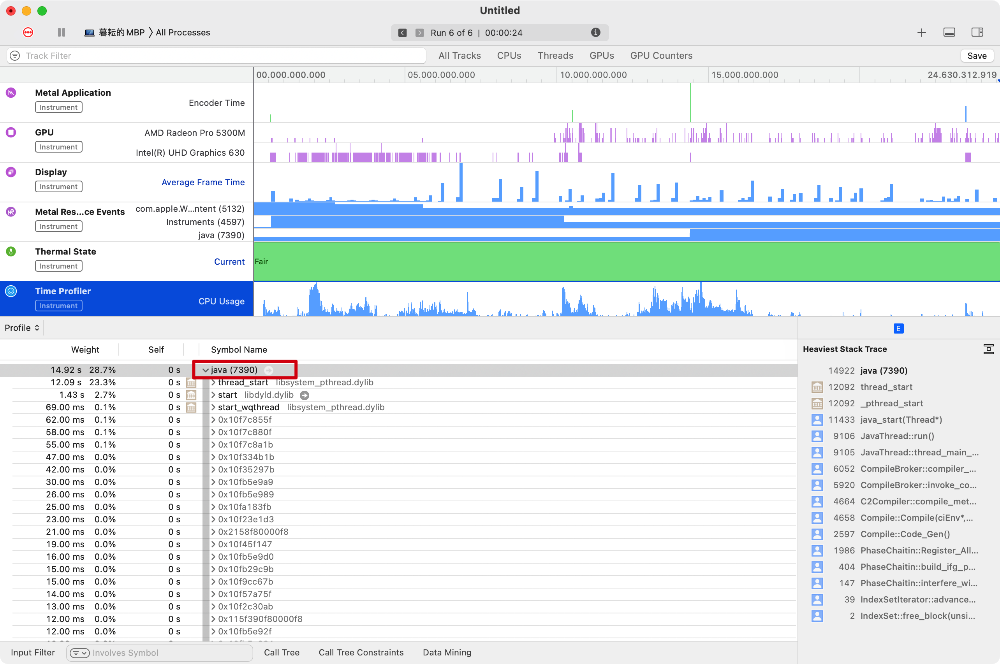 Untitled
暮耘的 MBP 〉 All Processes
Run 6 of 6 | 00:00:24
Track Filter
All Tracks CPUs Threads GPUs GPU Counters
Save
00.000.000.000 05.000.000.000 10.000.000.000 15.000.000.000 24.630.312.919
Metal Application
Instrument
Encoder Time
GPU
Instrument
AMD Radeon Pro 5300M
Intel(R) UHD Graphics 630
Display
Instrument
Average Frame Time
Metal Res...ce Events
Instrument
com.apple.W...ntent (5132)
Instruments (4597)
java (7390)
Thermal State
Instrument
Current
Fair
Time Profiler
Instrument
CPU Usage
Profile
E
Weight Self Symbol Name
14.92 s 28.7% 0 s java (7390)
12.09 s 23.3% 0 s thread_start libsystem_pthread.dylib
1.43 s 2.7% 0 s start libdyld.dylib
69.00 ms 0.1% 0 s start_wqthread libsystem_pthread.dylib
62.00 ms 0.1% 0 s 0x10f7c855f
58.00 ms 0.1% 0 s 0x10f7c880f
55.00 ms 0.1% 0 s 0x10f7c8a1b
47.00 ms 0.0% 0 s 0x10f334b1b
42.00 ms 0.0% 0 s 0x10f35297b
30.00 ms 0.0% 0 s 0x10fb5e9a9
26.00 ms 0.0% 0 s 0x10fb5e989
25.00 ms 0.0% 0 s 0x10fa183fb
23.00 ms 0.0% 0 s 0x10f23e1d3
21.00 ms 0.0% 0 s 0x2158f80000f8
19.00 ms 0.0% 0 s 0x10f45f147
16.00 ms 0.0% 0 s 0x10fb5e9d0
15.00 ms 0.0% 0 s 0x10fb29c9b
15.00 ms 0.0% 0 s 0x10f9cc67b
14.00 ms 0.0% 0 s 0x10f57a75f
13.00 ms 0.0% 0 s 0x10f2c30ab
12.00 ms 0.0% 0 s 0x115f390f80000f8
12.00 ms 0.0% 0 s 0x10fb5e92f
Heaviest Stack Trace
14922 java (7390)
12092 thread_start
12092 _pthread_start
11433 java_start(Thread*)
9106 JavaThread::run()
9105 JavaThread::thread_main_...
6052 CompileBroker::compiler_...
5920 CompileBroker::invoke_co...
4664 C2Compiler::compile_met...
4658 Compile::Compile(ciEnv*,...
2597 Compile::Code_Gen()
1986 PhaseChaitin::Register_All...
404 PhaseChaitin::build_ifg_p...
147 PhaseChaitin::interfere_wi...
39 IndexSetIterator::advance...
2 IndexSet::free_block(unsi...
Input Filter Involves Symbol Call Tree Call Tree Constraints Data Mining